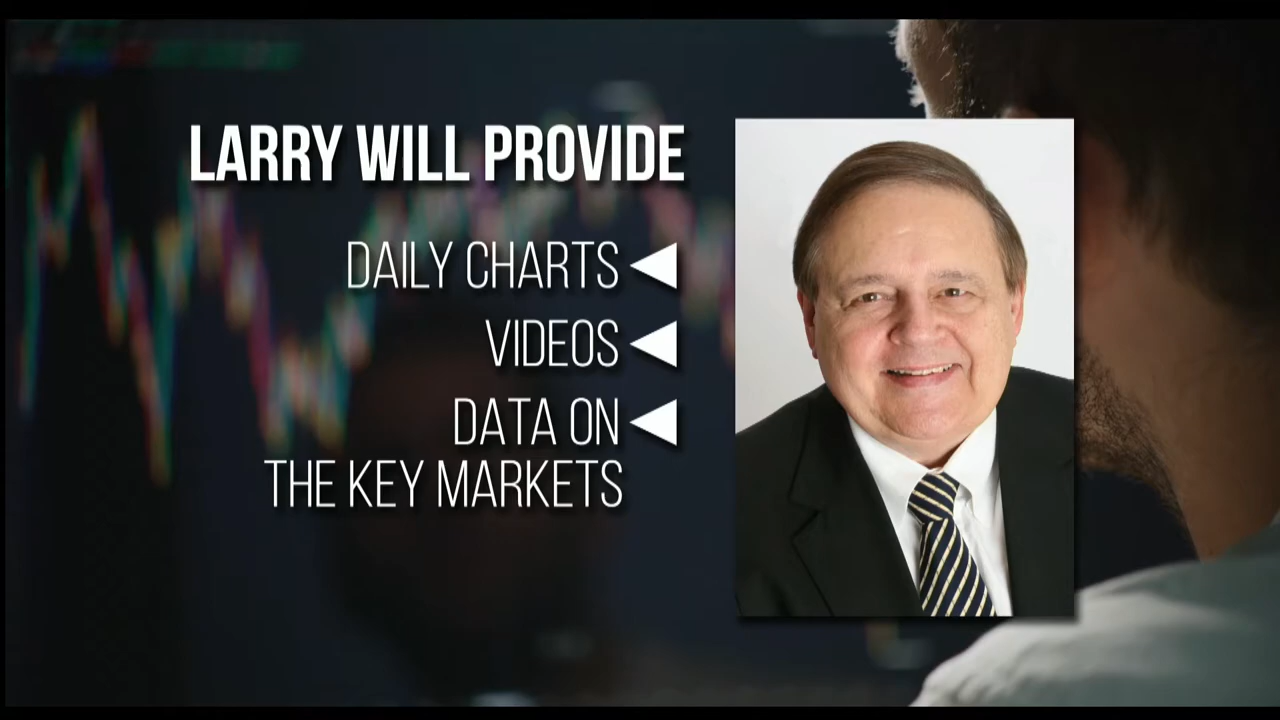 LARRY WILL PROVIDE
DAILY CHARTS
VIDEOS
DATA ON
THE KEY MARKETS